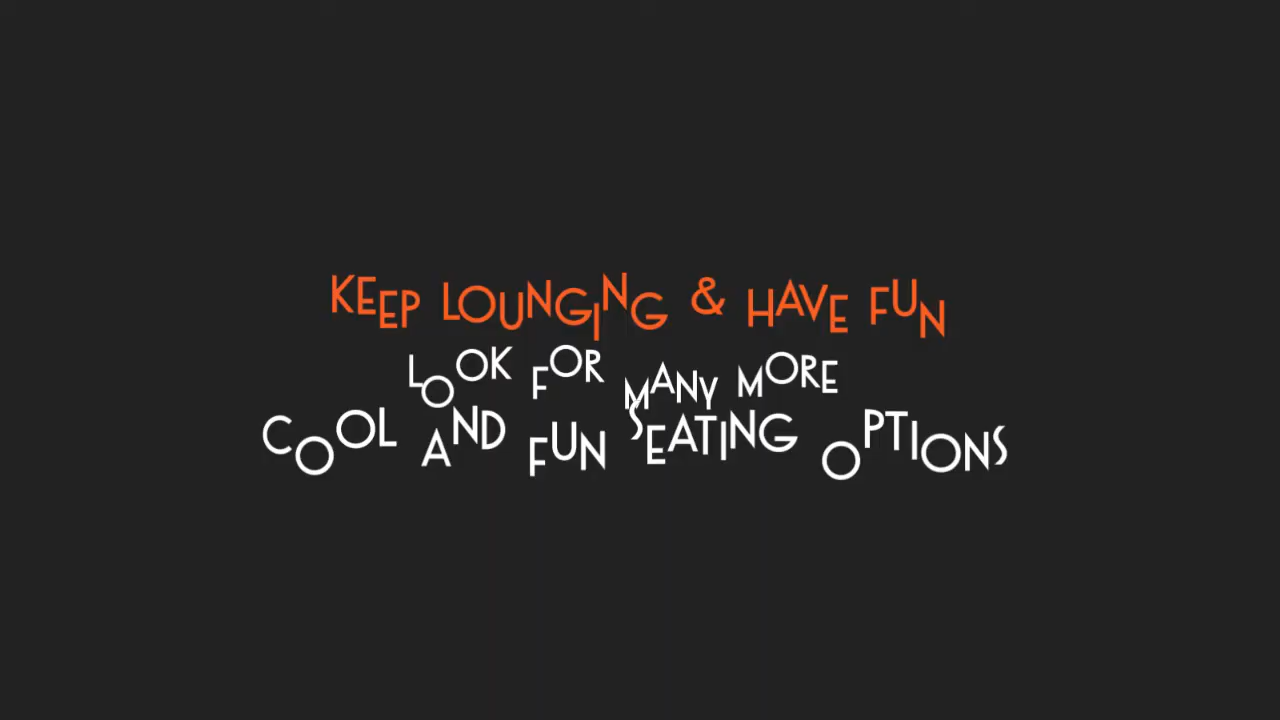 KEEP LOUNGING & HAVE FUN
LOOK FOR MANY MORE
COOL AND FUN SEATING OPTIONS